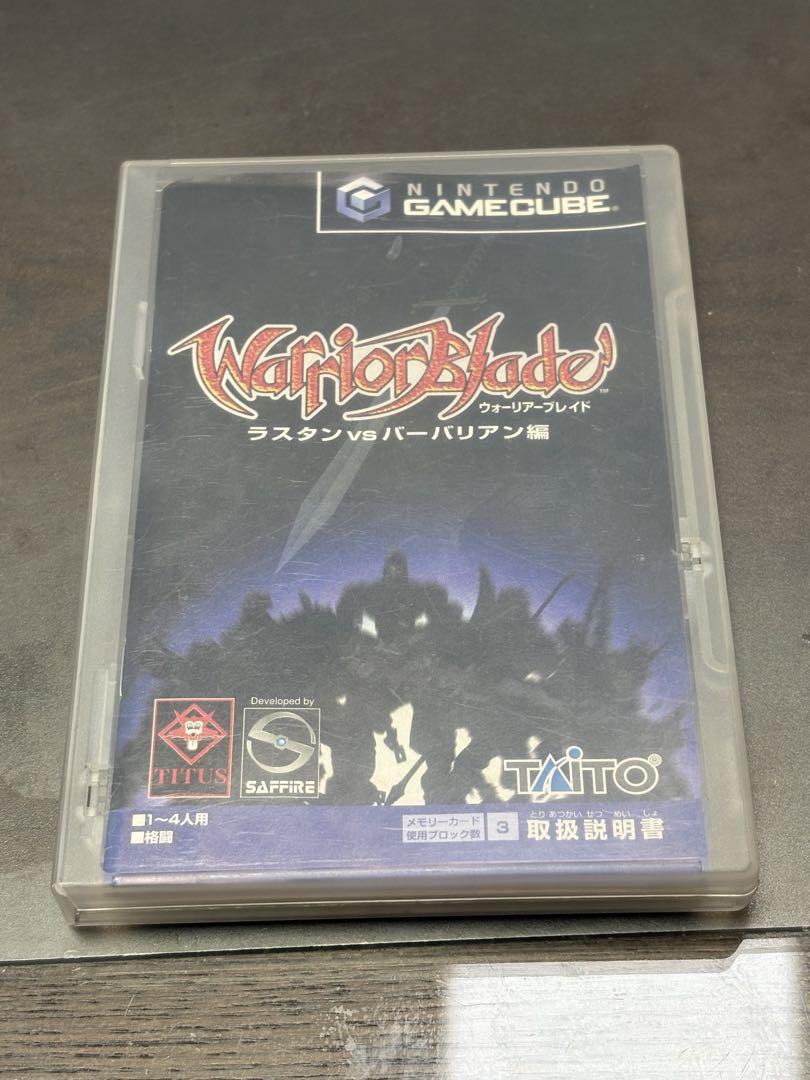 NINTENDO
GAMECUBE®
WarriorBlade™
ウォーリアーブレイド
ラスタンvsバーバリアン編
TITUS
Developed by
SAFFIRE
TAITO®
■1〜4人用
■格闘
メモリーカード
使用ブロック数
3
とりあつかいせつめいしょ
取扱説明書